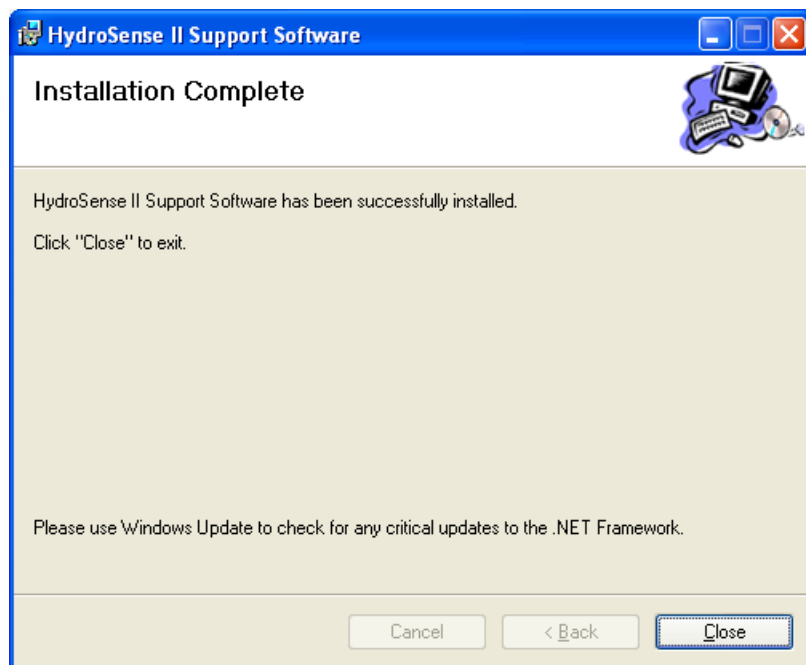 HydroSense II Support Software
Installation Complete
HydroSense II Support Software has been successfully installed.
Click "Close" to exit.
Please use Windows Update to check for any critical updates to the .NET Framework.
Cancel
< Back
Close